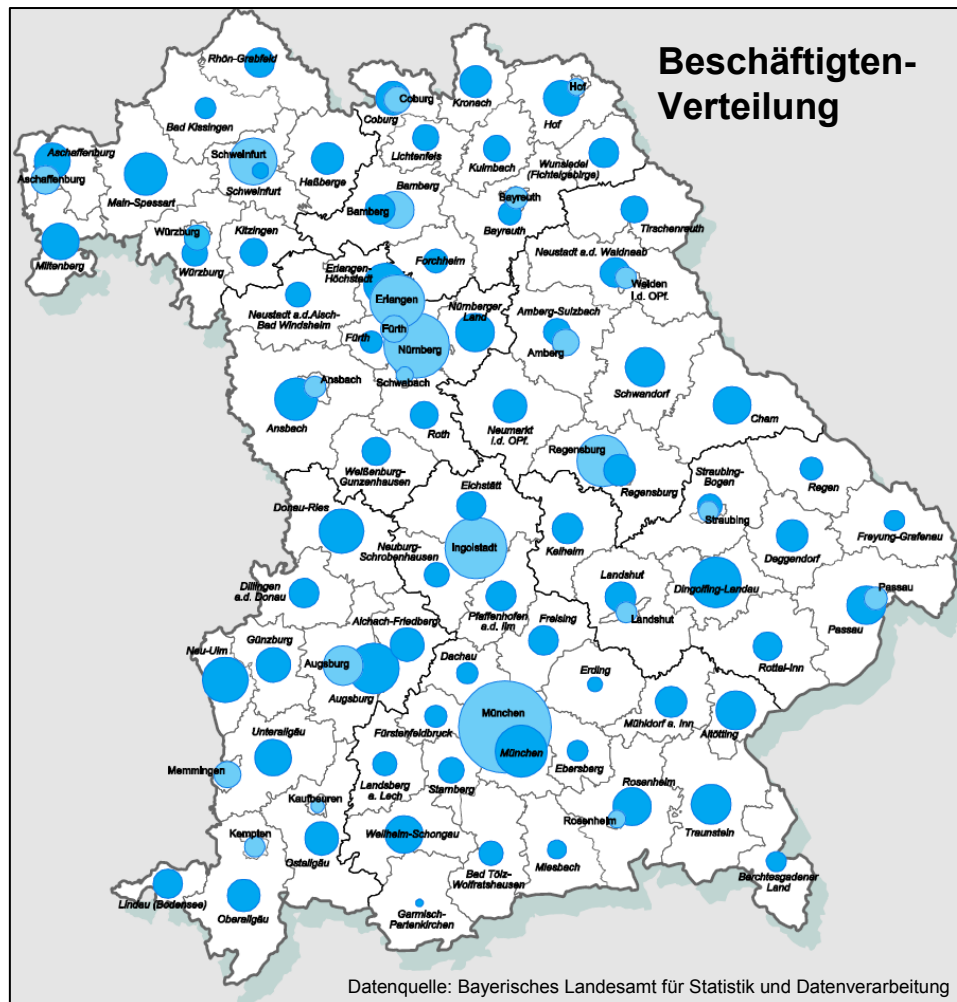 Beschäftigten-
Verteilung
Rhön-Grabfeld
Bad Kissingen
Coburg
Coburg
Kronach
Hof
Hof
Lichtenfels
Kulmbach
Wunsiedel
(Fichtelgebirge)
Aschaffenburg
Aschaffenburg
Main-Spessart
Schweinfurt
Schweinfurt
Haßberge
Bamberg
Bamberg
Bayreuth
Bayreuth
Tirschenreuth
Miltenberg
Würzburg
Würzburg
Kitzingen
Erlangen-
Höchstadt
Forchheim
Neustadt a.d. Waldnaab
Weiden
i.d. OPf.
Neustadt a.d.Aisch-
Bad Windsheim
Erlangen
Fürth
Fürth
Nürnberg
Nürnberger
Land
Schwabach
Amberg-Sulzbach
Amberg
Schwandorf
Ansbach
Ansbach
Roth
Neumarkt
i.d. OPf.
Cham
Weißenburg-
Gunzenhausen
Regensburg
Regensburg
Straubing-
Bogen
Straubing
Regen
Freyung-Grafenau
Donau-Ries
Eichstätt
Ingolstadt
Neuburg-
Schrobenhausen
Kelheim
Deggendorf
Dillingen
a.d. Donau
Pfaffenhofen
a.d. Ilm
Landshut
Landshut
Dingolfing-Landau
Passau
Passau
Neu-Ulm
Günzburg
Aichach-Friedberg
Augsburg
Augsburg
Dachau
Freising
Erding
Rottal-Inn
Mühldorf a. Inn
Altötting
Unterallgäu
Memmingen
Fürstenfeldbruck
München
München
Ebersberg
Landsberg
a. Lech
Starnberg
Rosenheim
Rosenheim
Traunstein
Kaufbeuren
Kempten
Ostallgäu
Weilheim-Schongau
Bad Tölz-
Wolfratshausen
Miesbach
Berchtesgadener
Land
Lindau (Bodensee)
Oberallgäu
Garmisch-
Partenkirchen
Datenquelle: Bayerisches Landesamt für Statistik und Datenverarbeitung